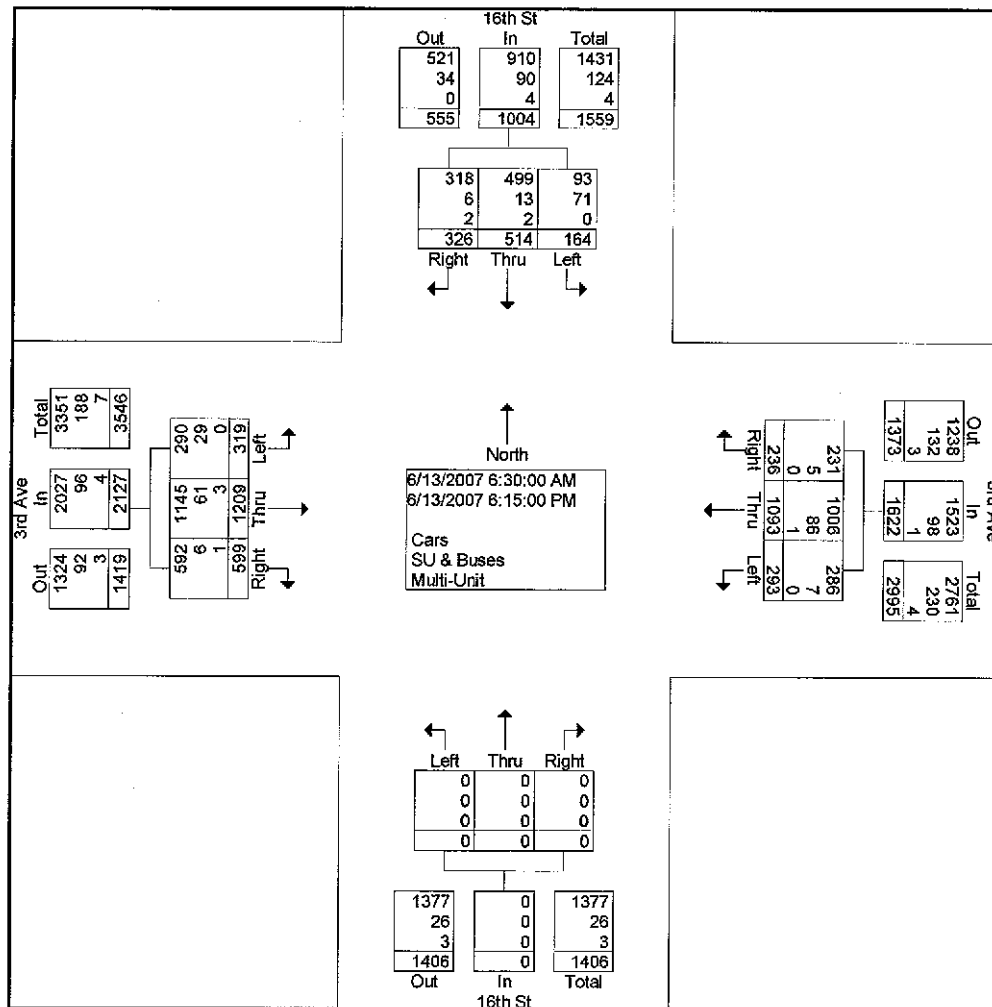 16th St
Out In Total
521 910 1431
34 90 124
0 4 4
555 1004 1559
318 499 93
6 13 71
2 2 0
326 514 164
Right Thru Left
3rd Ave
Total In Out
3351 2027 1324
188 96 92
7 4 3
3546 2127 1419
290 1145 592
29 61 6
0 3 1
319 1209 599
Left Thru Right
North
6/13/2007 6:30:00 AM
6/13/2007 6:15:00 PM
Cars
SU & Buses
Multi-Unit
Right Thru Left
231 1006 286
5 86 7
0 1 0
236 1093 293
Out In Total
1238 1523 2761
132 98 230
3 1 4
1373 1622 2995
Ave
Left Thru Right
0 0 0
0 0 0
0 0 0
0 0 0
1377 0 1377
26 0 26
3 0 3
1406 0 1406
Out In Total
16th St